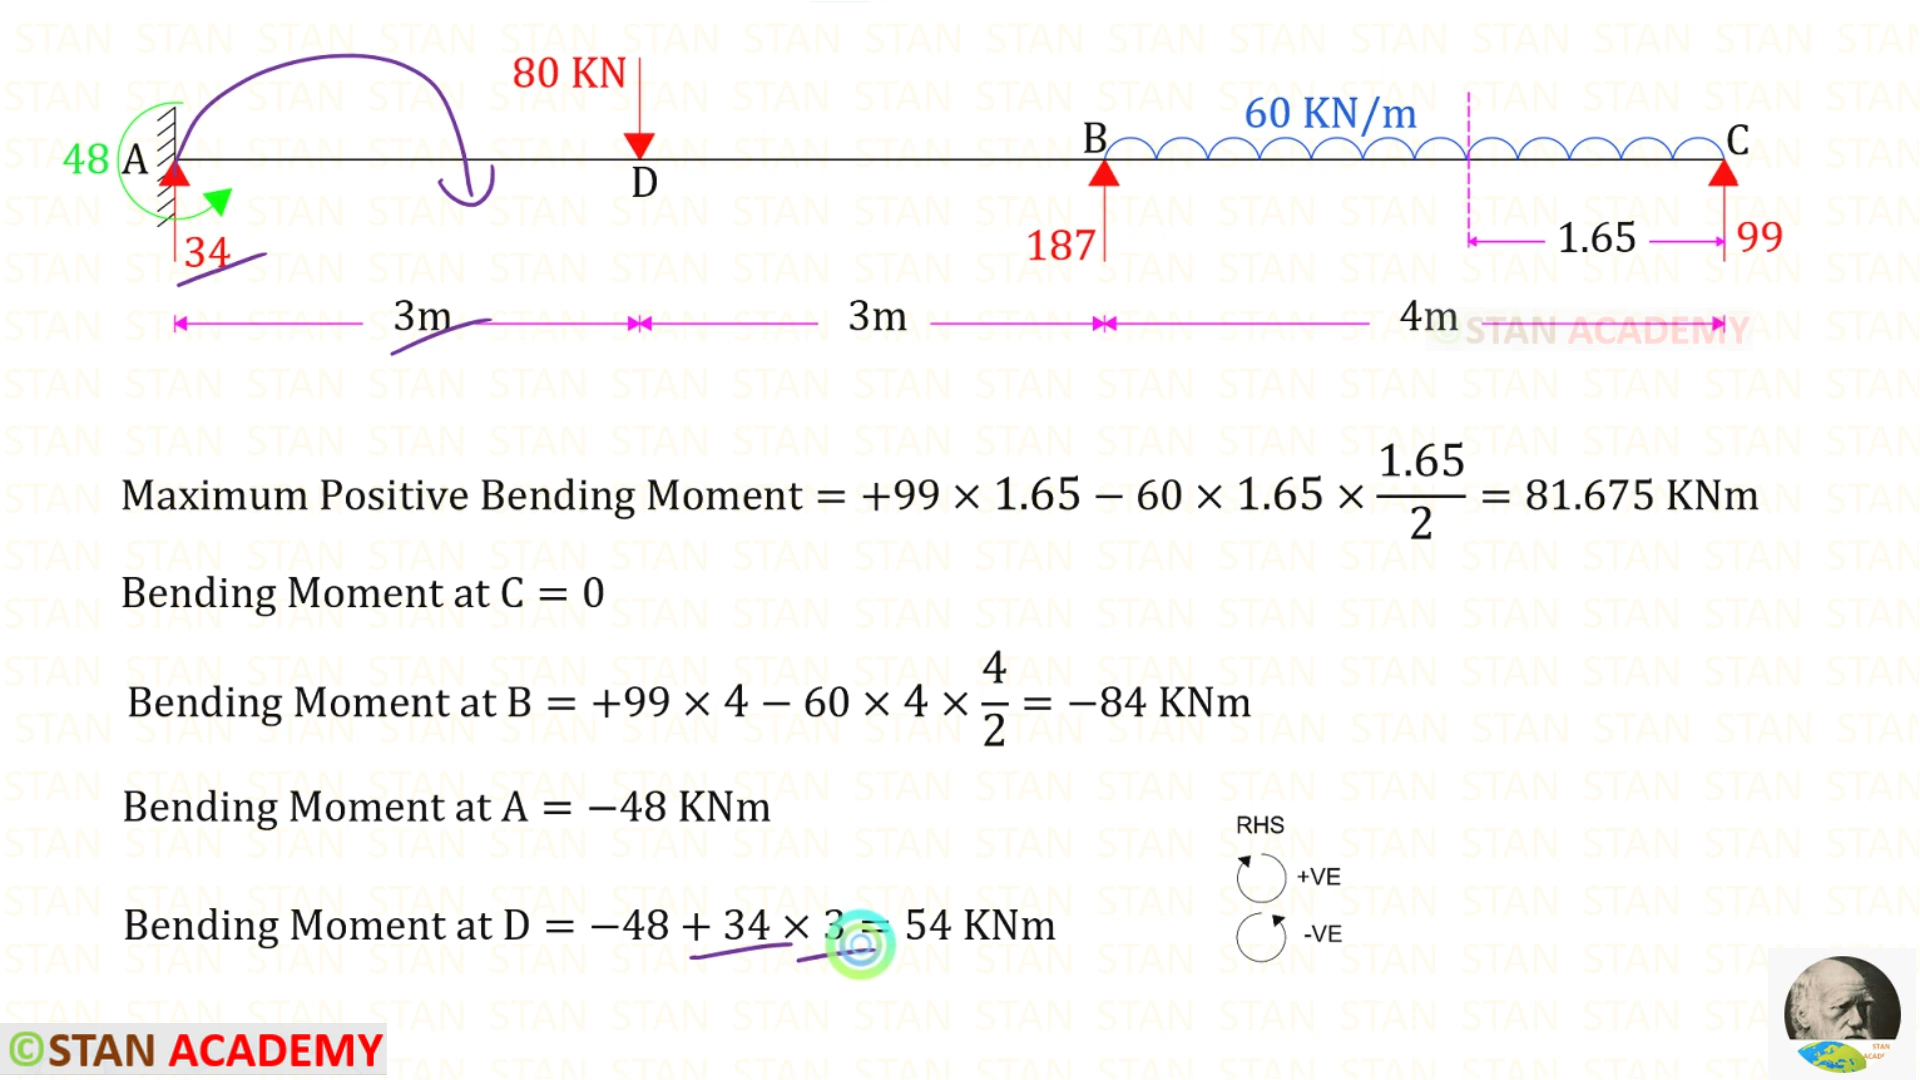 80 KN
60 KN/m
B
C
48
A
D
34
187
1.65
99
3m
3m
4m
©STAN ACADEMY
Maximum Positive Bending Moment = +99 × 1.65 − 60 × 1.65 × 1.65/2 = 81.675 KNm
Bending Moment at C = 0
Bending Moment at B = +99 × 4 − 60 × 4 × 4/2 = −84 KNm
Bending Moment at A = −48 KNm
RHS
+VE
Bending Moment at D = −48 + 34 × 3 = 54 KNm
-VE
©STAN ACADEMY